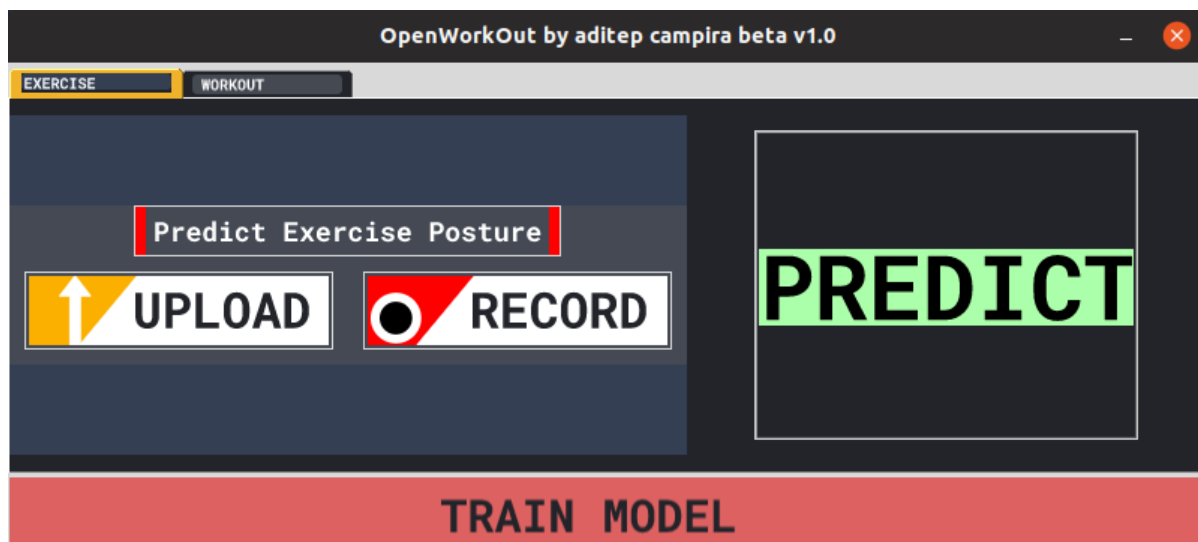 OpenWorkOut by aditep campira beta v1.0
EXERCISE
WORKOUT
Predict Exercise Posture
UPLOAD
RECORD
PREDICT
TRAIN MODEL